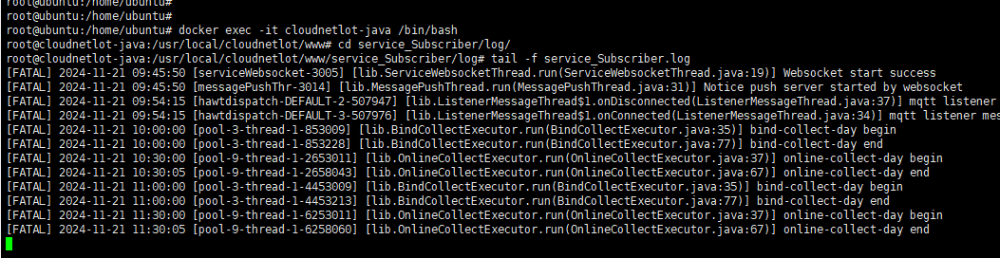 root@ubuntu:/home/ubuntu#
root@ubuntu:/home/ubuntu#
root@ubuntu:/home/ubuntu# docker exec -it cloudnetlot-java /bin/bash
root@cloudnetlot-java:/usr/local/cloudnetlot/www# cd service_Subscriber/log/
root@cloudnetlot-java:/usr/local/cloudnetlot/www/service_Subscriber/log# tail -f service_Subscriber.log
[FATAL] 2024-11-21 09:45:50 [serviceWebsocket-3005] [lib.ServiceWebsocketThread.run(ServiceWebsocketThread.java:19)] Websocket start success
[FATAL] 2024-11-21 09:45:50 [messagePushThr-3014] [lib.MessagePushThread.run(MessagePushThread.java:31)] Notice push server started by websocket
[FATAL] 2024-11-21 09:54:15 [hawtdispatch-DEFAULT-2-507947] [lib.ListenerMessageThread$1.onDisconnected(ListenerMessageThread.java:37)] mqtt listener
[FATAL] 2024-11-21 09:54:15 [hawtdispatch-DEFAULT-3-507976] [lib.ListenerMessageThread$1.onConnected(ListenerMessageThread.java:34)] mqtt listener mes
[FATAL] 2024-11-21 10:00:00 [pool-3-thread-1-853009] [lib.BindCollectExecutor.run(BindCollectExecutor.java:35)] bind-collect-day begin
[FATAL] 2024-11-21 10:00:00 [pool-3-thread-1-853228] [lib.BindCollectExecutor.run(BindCollectExecutor.java:77)] bind-collect-day end
[FATAL] 2024-11-21 10:30:00 [pool-9-thread-1-2653011] [lib.OnlineCollectExecutor.run(OnlineCollectExecutor.java:37)] online-collect-day begin
[FATAL] 2024-11-21 10:30:05 [pool-9-thread-1-2658043] [lib.OnlineCollectExecutor.run(OnlineCollectExecutor.java:67)] online-collect-day end
[FATAL] 2024-11-21 11:00:00 [pool-3-thread-1-4453009] [lib.BindCollectExecutor.run(BindCollectExecutor.java:35)] bind-collect-day begin
[FATAL] 2024-11-21 11:00:00 [pool-3-thread-1-4453213] [lib.BindCollectExecutor.run(BindCollectExecutor.java:77)] bind-collect-day end
[FATAL] 2024-11-21 11:30:00 [pool-9-thread-1-6253011] [lib.OnlineCollectExecutor.run(OnlineCollectExecutor.java:37)] online-collect-day begin
[FATAL] 2024-11-21 11:30:05 [pool-9-thread-1-6258060] [lib.OnlineCollectExecutor.run(OnlineCollectExecutor.java:67)] online-collect-day end